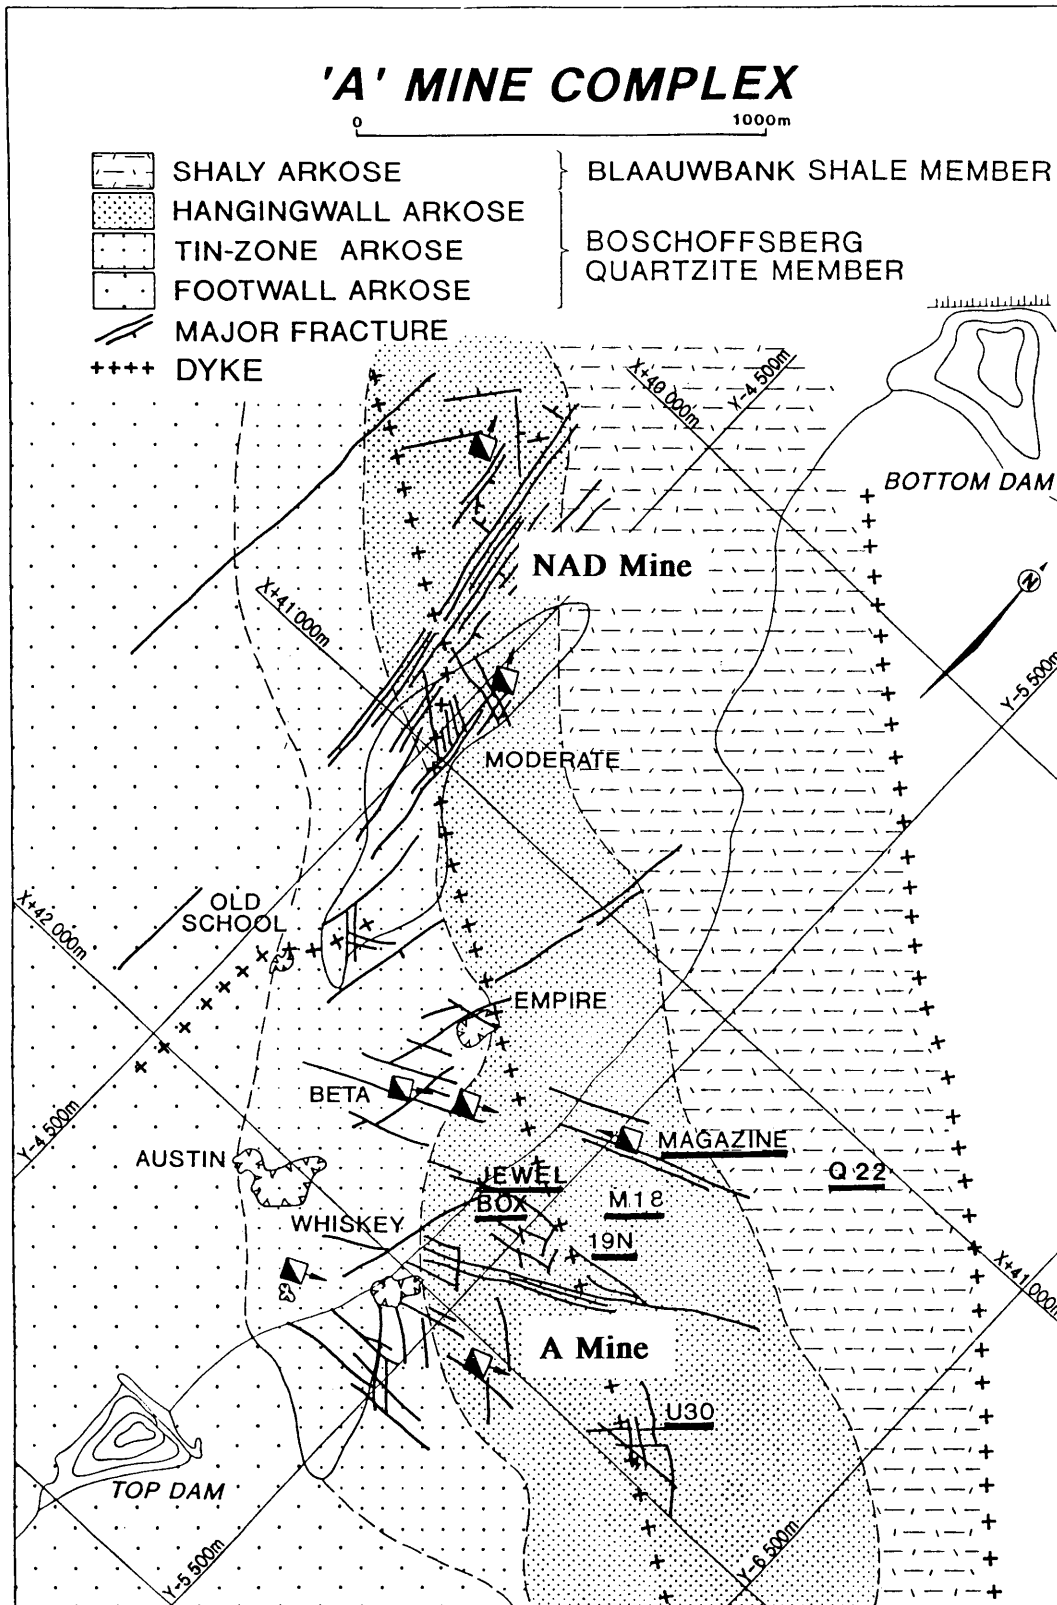 'A' MINE COMPLEX
0 1000m
SHALY ARKOSE
BLAAUWBANK SHALE MEMBER
HANGINGWALL ARKOSE
TIN-ZONE ARKOSE
FOOTWALL ARKOSE
BOSCHOFFSBERG
QUARTZITE MEMBER
MAJOR FRACTURE
DYKE
X+40 000m
Y-4 500m
BOTTOM DAM
NAD Mine
N
X+41 000m
Y-5 500m
MODERATE
OLD
SCHOOL
X+42 000m
EMPIRE
BETA
Y-4 500m
MAGAZINE
AUSTIN
JEWEL
BOX
Q 22
M18
WHISKEY
19N
X+41 000m
A Mine
U30
TOP DAM
Y-5 500m
Y-6 500m